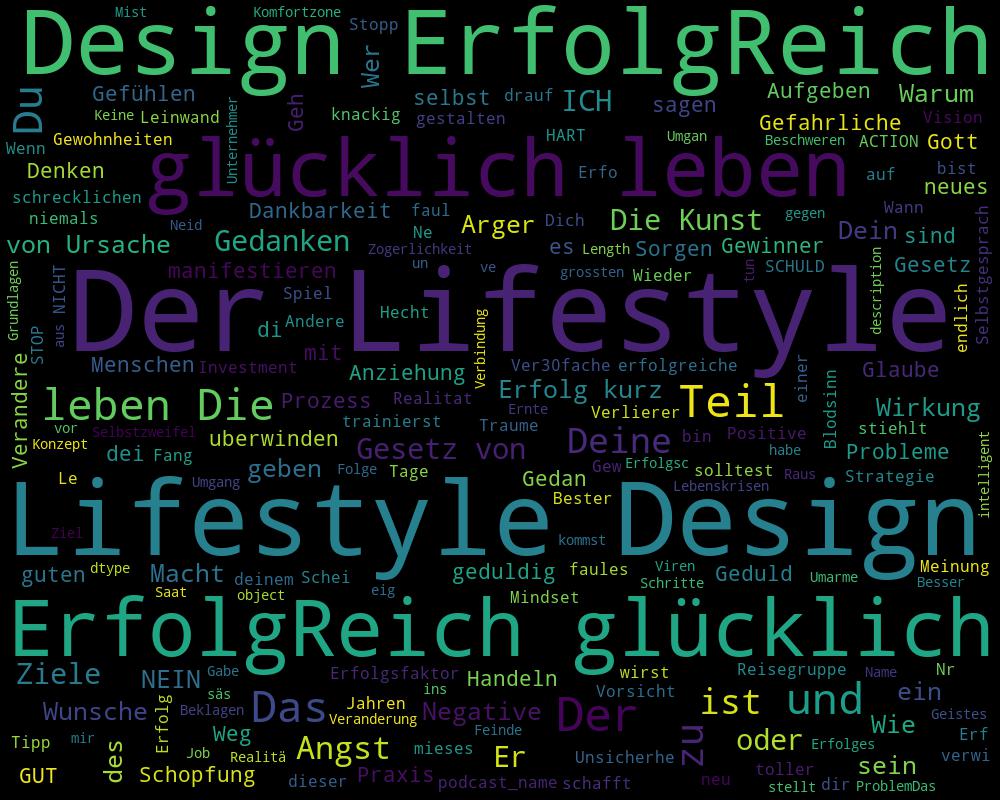 Mist Komfortzone
Design ErfolgReich
Stopp
Wer
Du
Gefühlen
Keine Leinwand
Unternehmer
Geh
knackig
selbst drauf ICH
gestalten
sagen
Aufgeben Warum
Gefahrliche Vision
Wenn Gewohnheiten
HART
Umgan
Beschweren ACTION Gott
glücklich leben
Denken
Erfo
auf bist
neues
schrecklichen
niemals
Neid
Dankbarkeit faul
Ne
Arger Dich
Die Kunst gegen
Wann
Dein sind
Selbstgesprach
von Ursache
Gedanken
Zogerlichkeit
es Length Sorgen Gewinner
un ve
grossten Wieder
tun
SCHULD
description
Gesetz
Grundlagen
NICHT
manifestieren
Der Lifestyle
Spiel
di Andere
Hecht
endlich
STOP
aus
mit
Verbindung
Menschen Investment
Anziehung
Ver30fache erfolgreiche
einer
Glaube
Verandere
leben Die
Prozess Realitat
Erfolg kurz
Teil
Blodsinn
Wirkung
Ernte
Verlierer
trainierst Traume
vor Selbstzweifel
Konzept
uberwinden
stiehlt
Gesetz von
Deine bin Positive
habe
Probleme
intelligent
dei Fang
geben Folge Tage
Gew Erfolgsc solltest Raus
Strategie
Le
Umgang
Gedan
Bester
Lebenskrisen
Lifestyle Design
Ziel
kommst
guten dtype Macht deinem Schei
geduldig faules Viren
Schritte
Geduld Umarme
Meinung
Besser
Saat
object
eig
Mindset
ErfolgReich glücklich
Ziele
NEIN Gabe
Erfolgsfaktor Handeln
wirst
Reisegruppe Name Nr
säs
ins
Vorsicht
Wunsche
Erfolg
Beklagen
Das Jahren
Veranderung
Negative
Der
zu
ist und ein
Geistes
Feinde
Wie
Tipp mir
des
Job
Weg
Realitä
Angst mieses Er
Unsicherhe
oder Erfolges
Erf
verwi
GUT
Schopfung
dieser Praxis
podcast_name schafft
neu
toller
sein
stellt dir ProblemDas